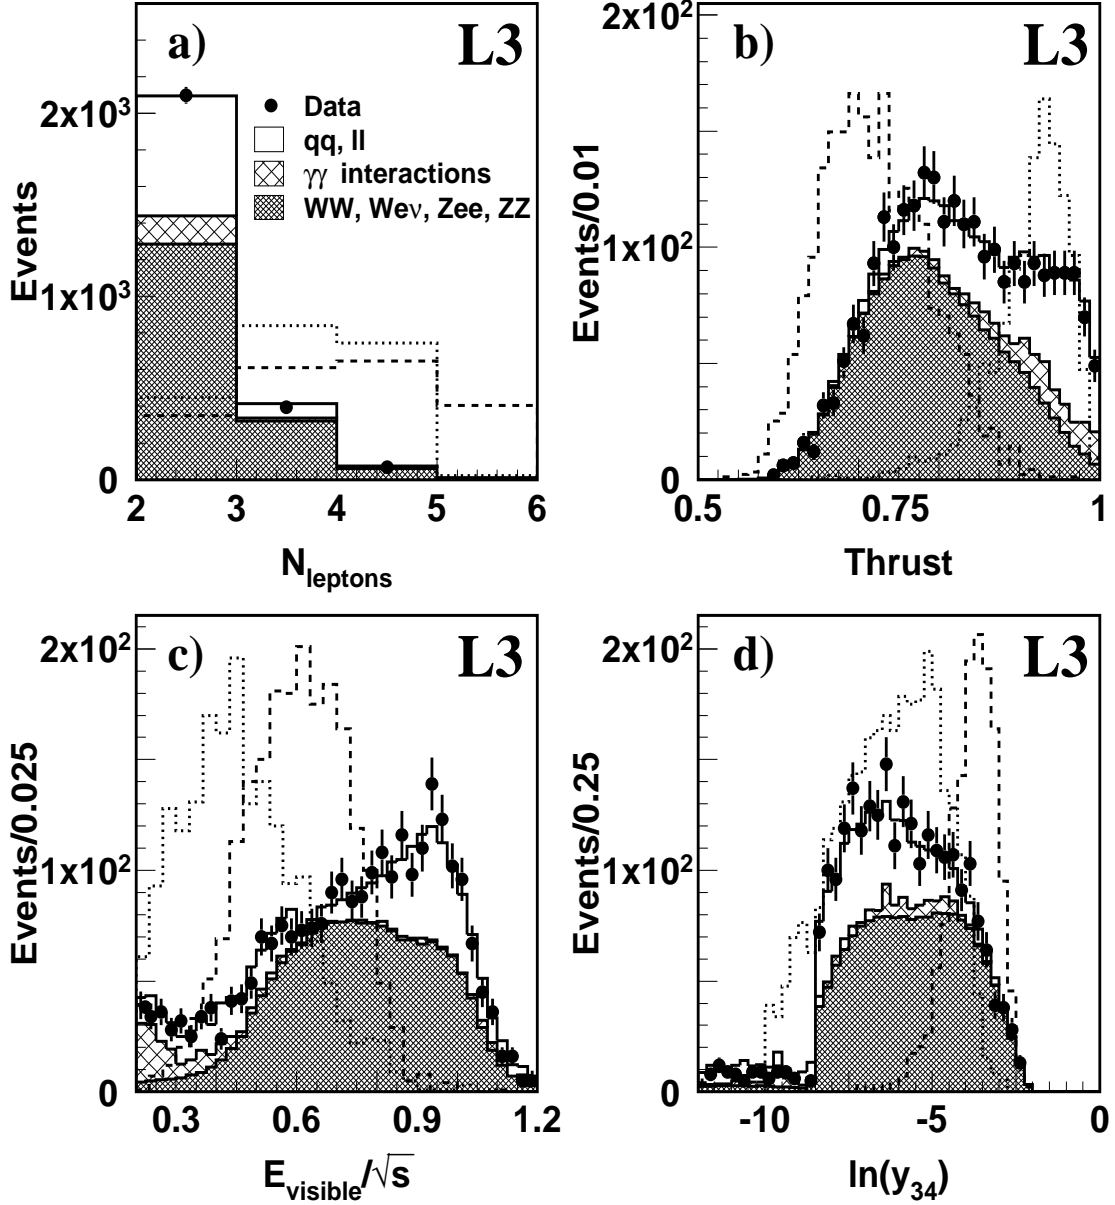 a)
L3
Events
2x10³
1x10³
0
Data
qq, ll
γγ interactions
WW, Weν, Zee, ZZ
2 3 4 5 6
N_leptons
b)
L3
Events/0.01
2x10²
1x10²
0
0.5 0.75 1
Thrust
c)
L3
Events/0.025
2x10²
1x10²
0
0.3 0.6 0.9 1.2
E_visible/√s
d)
L3
Events/0.25
2x10²
1x10²
0
-10 -5 0
ln(y₃₄)